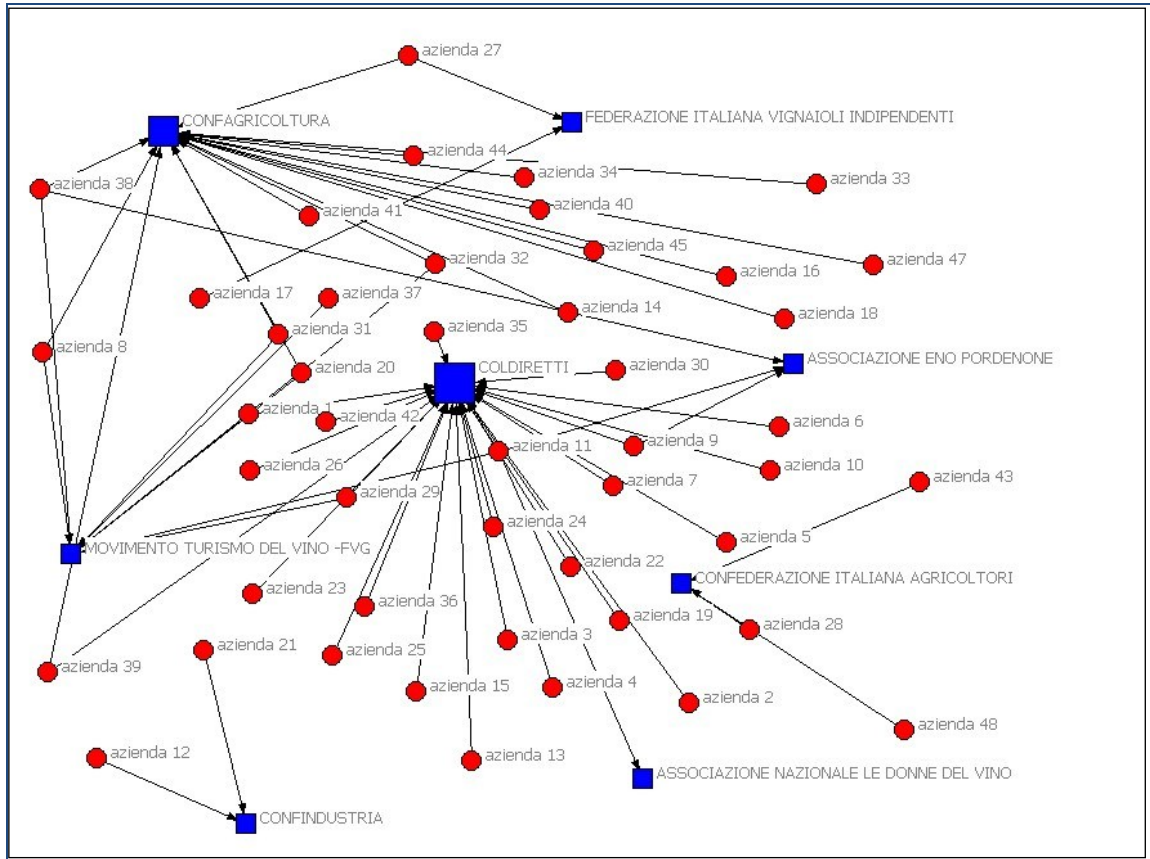 azienda 27
CONFAGRICOLTURA
FEDERAZIONE ITALIANA VIGNAIOLI INDIPENDENTI
azienda 44
azienda 34
azienda 33
azienda 38
azienda 41
azienda 40
azienda 45
azienda 32
azienda 16
azienda 47
azienda 17
azienda 37
azienda 14
azienda 18
azienda 31
azienda 35
azienda 8
azienda 20
COLDIRETTI
azienda 30
ASSOCIAZIONE ENO PORDENONE
azienda 1
azienda 42
azienda 6
azienda 11
azienda 9
azienda 26
azienda 10
azienda 29
azienda 7
azienda 43
azienda 24
azienda 5
MOVIMENTO TURISMO DEL VINO -FVG
azienda 22
CONFEDERAZIONE ITALIANA AGRICOLTORI
azienda 23
azienda 36
azienda 19
azienda 28
azienda 3
azienda 21
azienda 25
azienda 39
azienda 15
azienda 4
azienda 2
azienda 48
azienda 12
azienda 13
ASSOCIAZIONE NAZIONALE LE DONNE DEL VINO
CONFINDUSTRIA